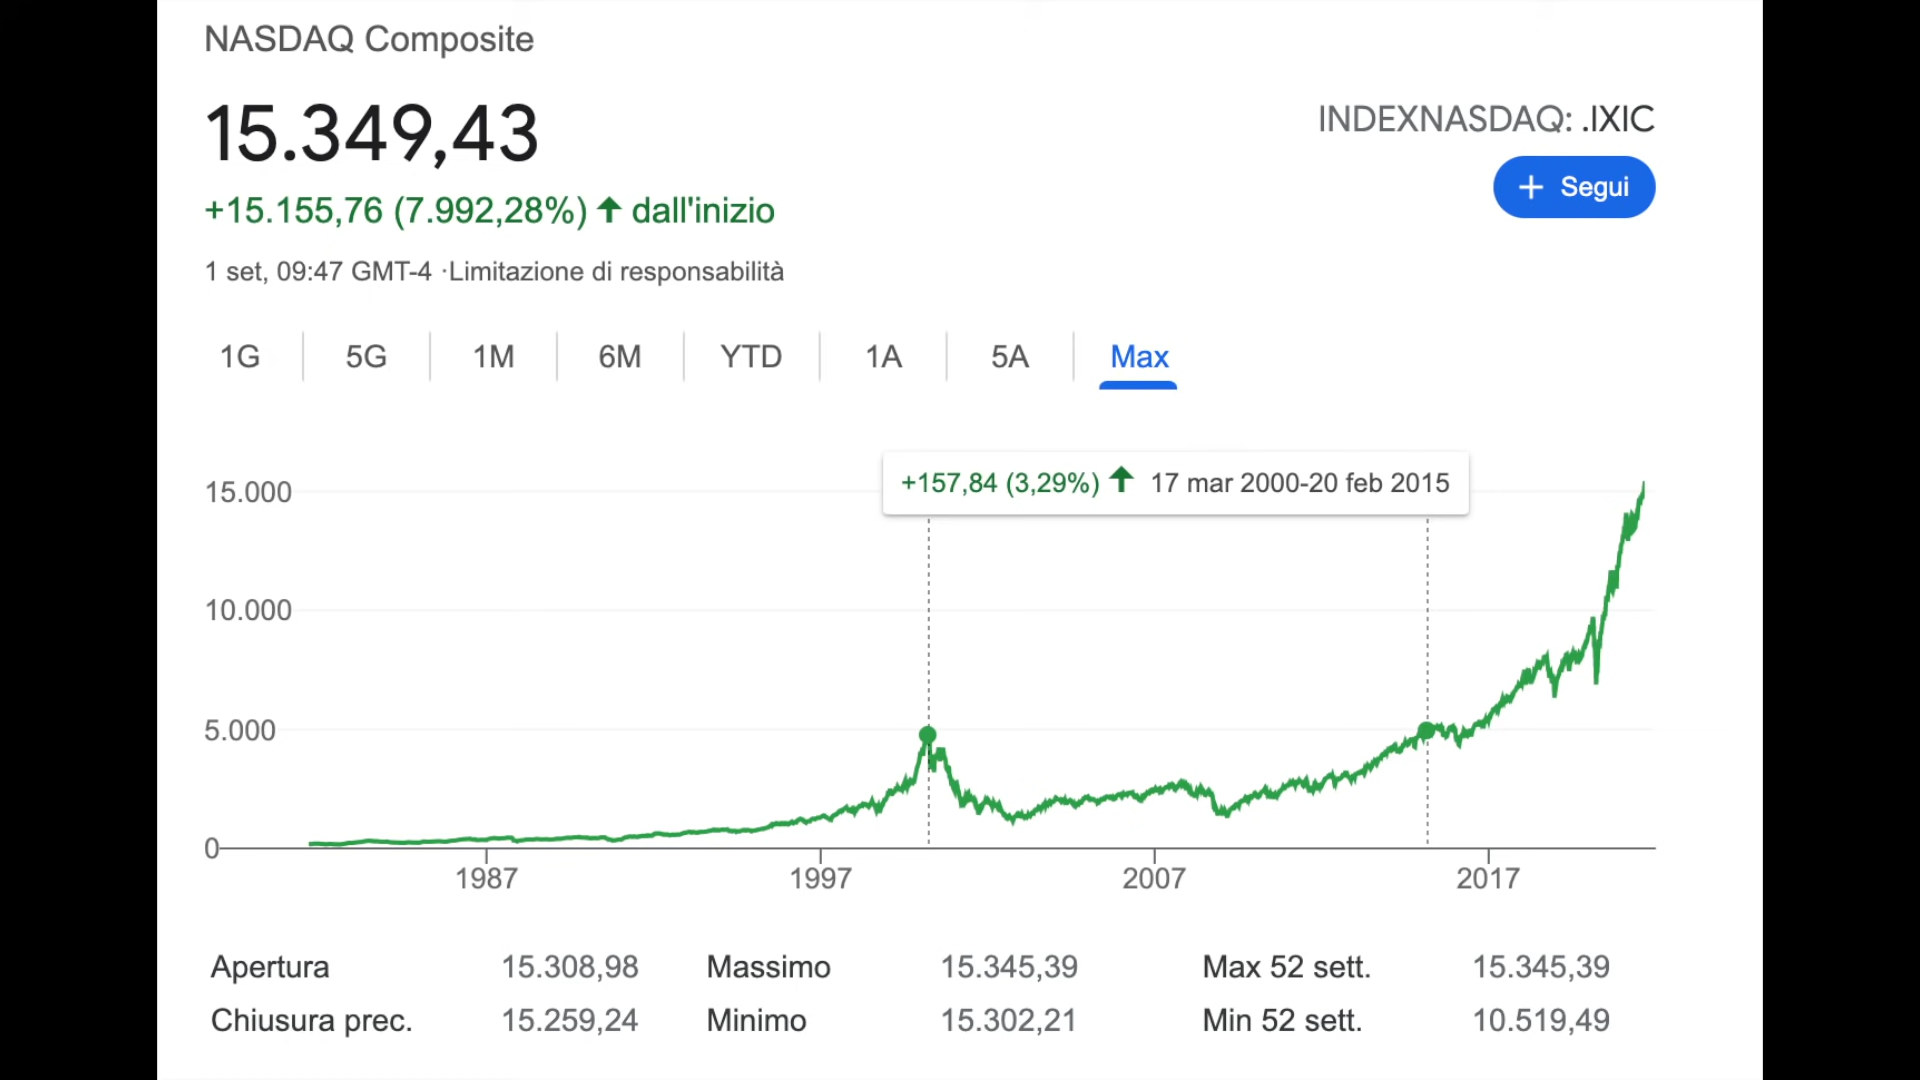 NASDAQ Composite
15.349,43
INDEXNASDAQ: .IXIC
+ Segui
+15.155,76 (7.992,28%) ↑ dall'inizio
1 set, 09:47 GMT-4 ·Limitazione di responsabilità
1G 5G 1M 6M YTD 1A 5A Max
+157,84 (3,29%) ↑ 17 mar 2000-20 feb 2015
15.000
10.000
5.000
0
1987 1997 2007 2017
Apertura 15.308,98 Massimo 15.345,39 Max 52 sett. 15.345,39
Chiusura prec. 15.259,24 Minimo 15.302,21 Min 52 sett. 10.519,49